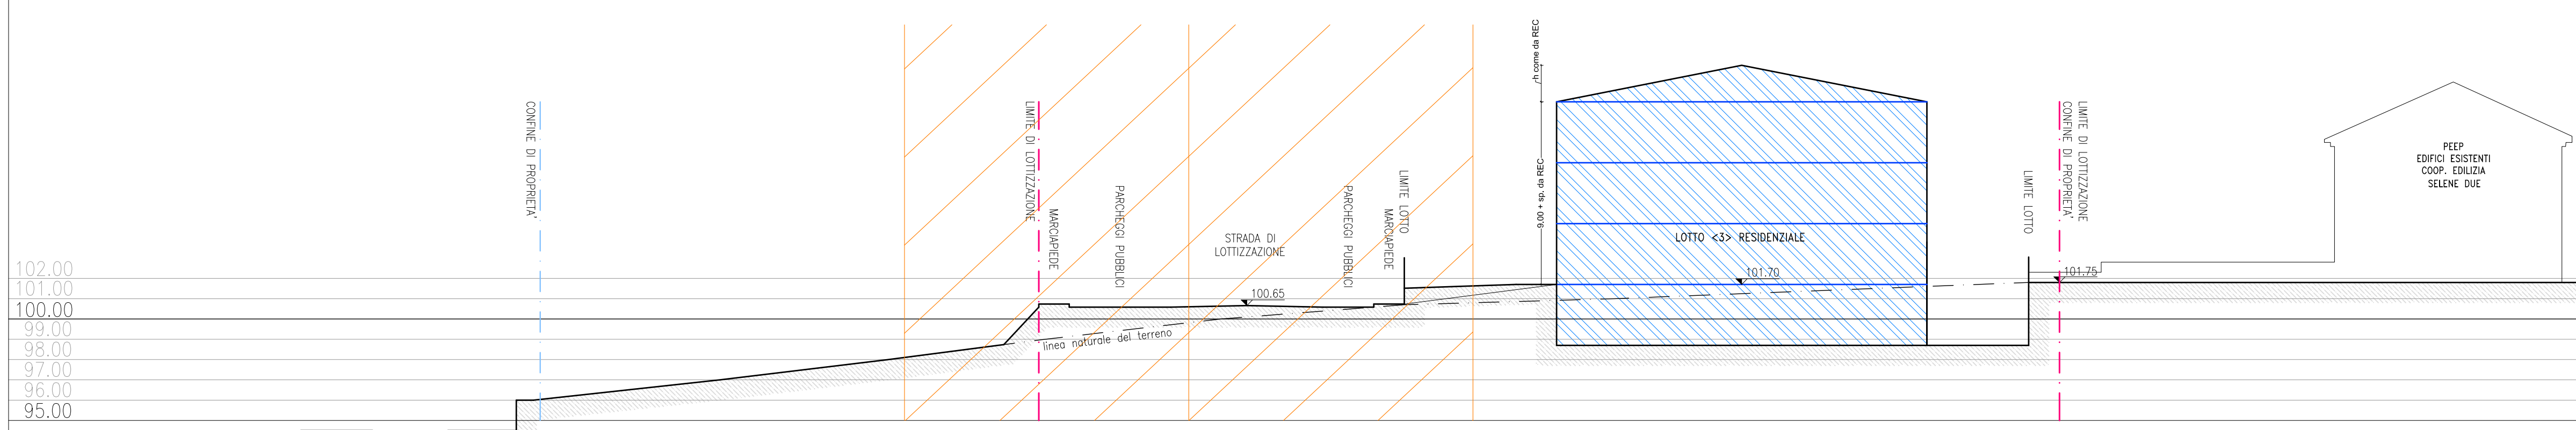 102.00
101.00
100.00
99.00
98.00
97.00
96.00
95.00
CONFINE DI PROPRIETA'
LIMITE DI LOTTIZZAZIONE
MARCIAPIEDE
PARCHEGGI PUBBLICI
linea naturale del terreno
STRADA DI
LOTTIZZAZIONE
100.65
PARCHEGGI PUBBLICI
MARCIAPIEDE
LIMITE LOTTO
h come da REC
9.00 + sp. da REC
LOTTO <3> RESIDENZIALE
101.70
LIMITE LOTTO
LIMITE DI LOTTIZZAZIONE
CONFINE DI PROPRIETA'
101.75
PEEP
EDIFICI ESISTENTI
COOP. EDILIZIA
SELENE DUE